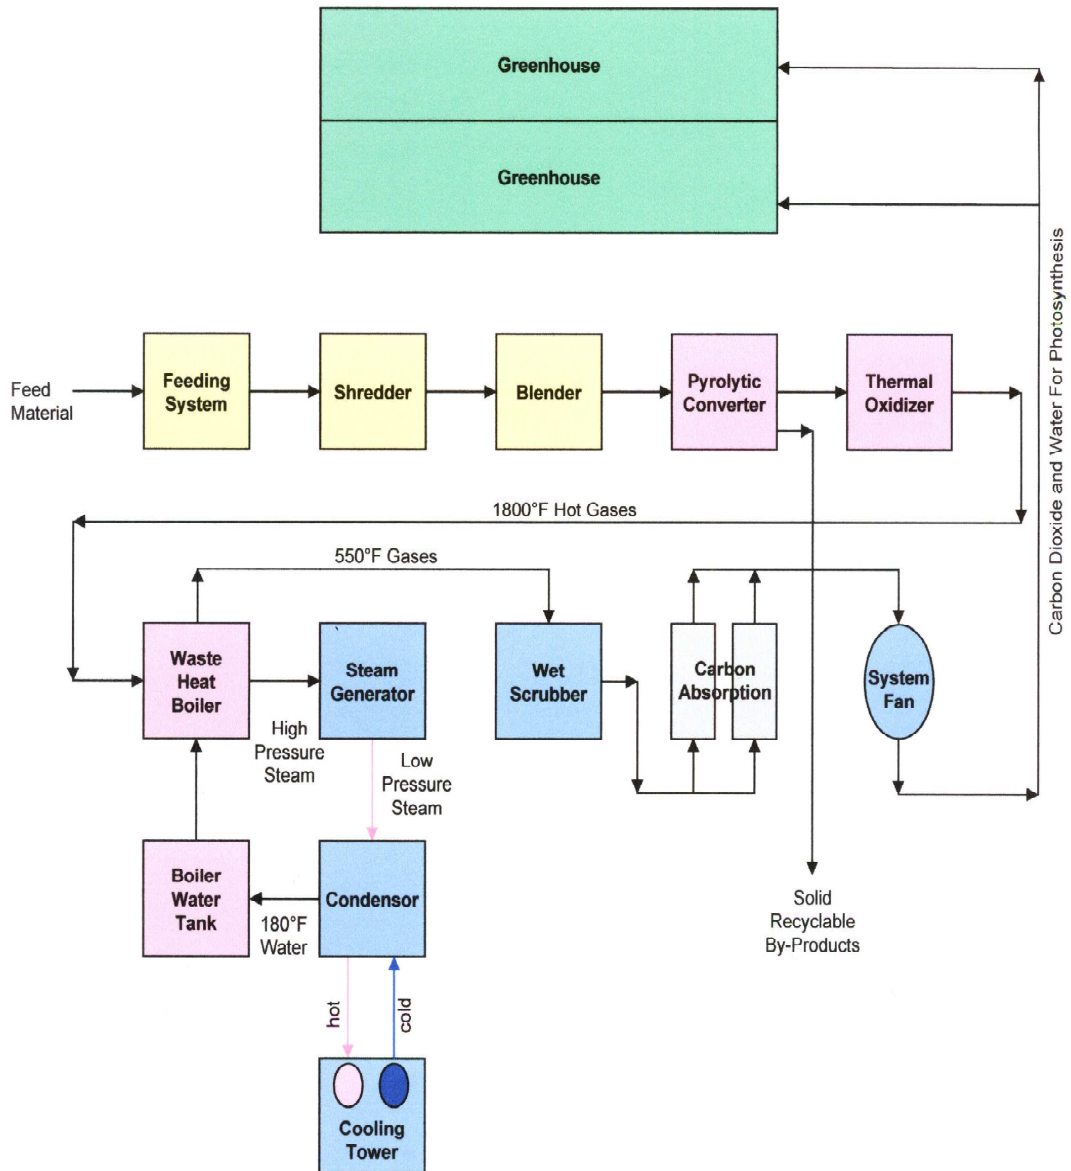 Greenhouse
Greenhouse
Carbon Dioxide and Water For Photosynthesis
Feed
Material
Feeding
System
Shredder
Blender
Pyrolytic
Converter
Thermal
Oxidizer
1800°F Hot Gases
550°F Gases
Waste
Heat
Boiler
High
Pressure
Steam
Steam
Generator
Low
Pressure
Steam
Wet
Scrubber
Carbon
Absorption
System
Fan
Boiler
Water
Tank
180°F
Water
Condensor
Solid
Recyclable
By-Products
hot
cold
Cooling
Tower